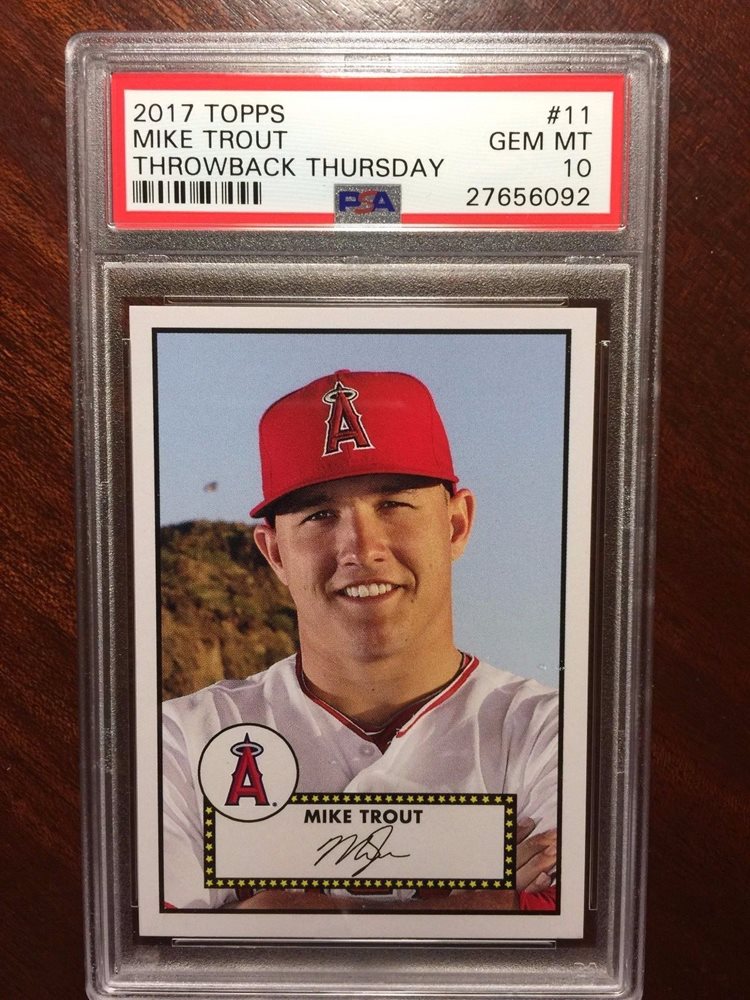 2017 TOPPS #11
MIKE TROUT GEM MT
THROWBACK THURSDAY 10
PSA 27656092
A
A
MIKE TROUT